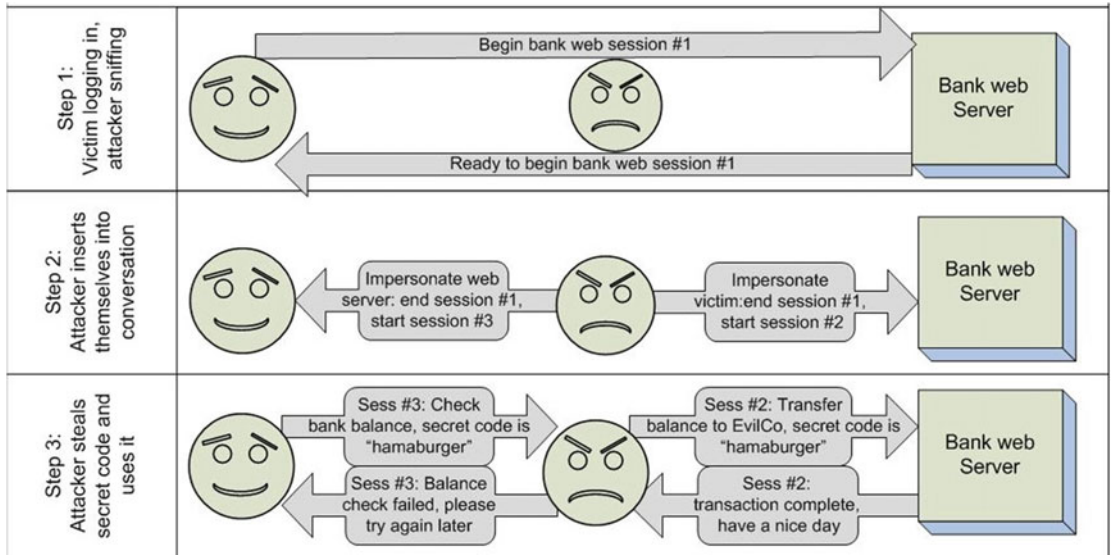 Step 1:
Victim logging in,
attacker sniffing
Begin bank web session #1
Bank web
Server
Ready to begin bank web session #1
Step 2:
Attacker inserts
themselves into
conversation
Impersonate web
server: end session #1,
start session #3
Impersonate
victim:end session #1,
start session #2
Bank web
Server
Step 3:
Attacker steals
secret code and
uses it
Sess #3: Check
bank balance, secret code is
“hamaburger”
Sess #2: Transfer
balance to EvilCo, secret code is
“hamaburger”
Bank web
Server
Sess #3: Balance
check failed, please
try again later
Sess #2:
transaction complete,
have a nice day